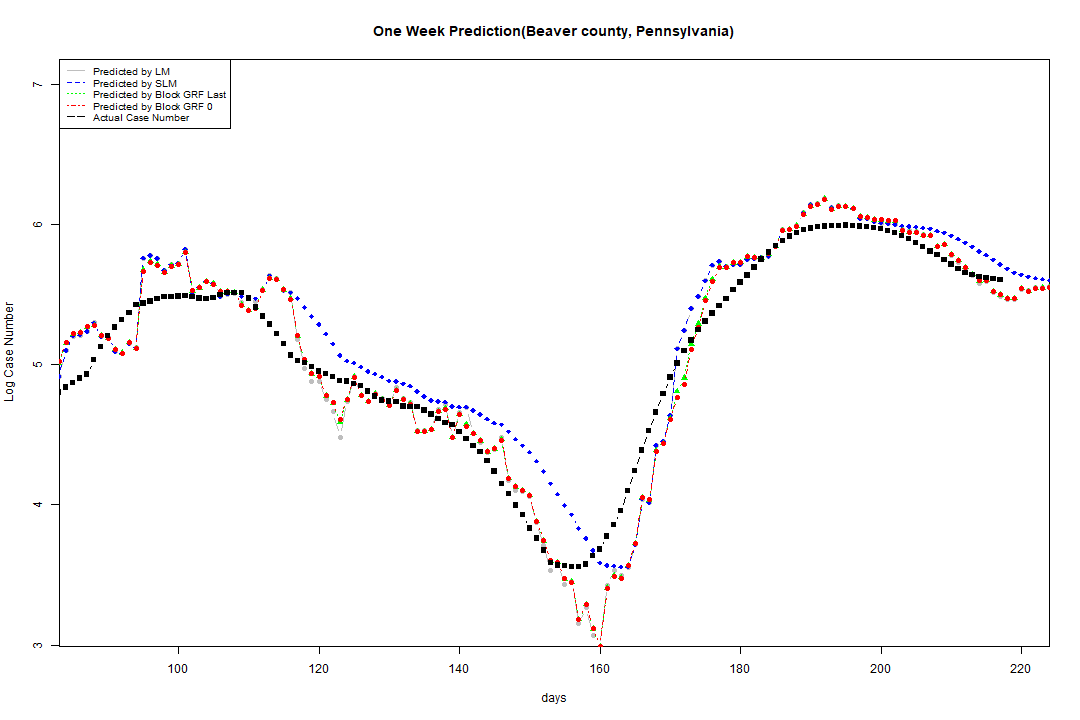 One Week Prediction(Beaver county, Pennsylvania)
Predicted by LM
Predicted by SLM
Predicted by Block GRF Last
Predicted by Block GRF 0
Actual Case Number
7
6
5
4
3
Log Case Number
100 120 140 160 180 200 220
days